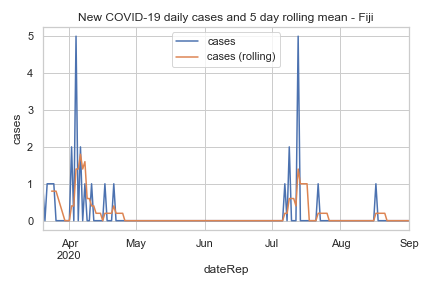 New COVID-19 daily cases and 5 day rolling mean - Fiji
cases
cases (rolling)
5
4
3
2
1
0
cases
Apr May Jun Jul Aug Sep
2020
dateRep